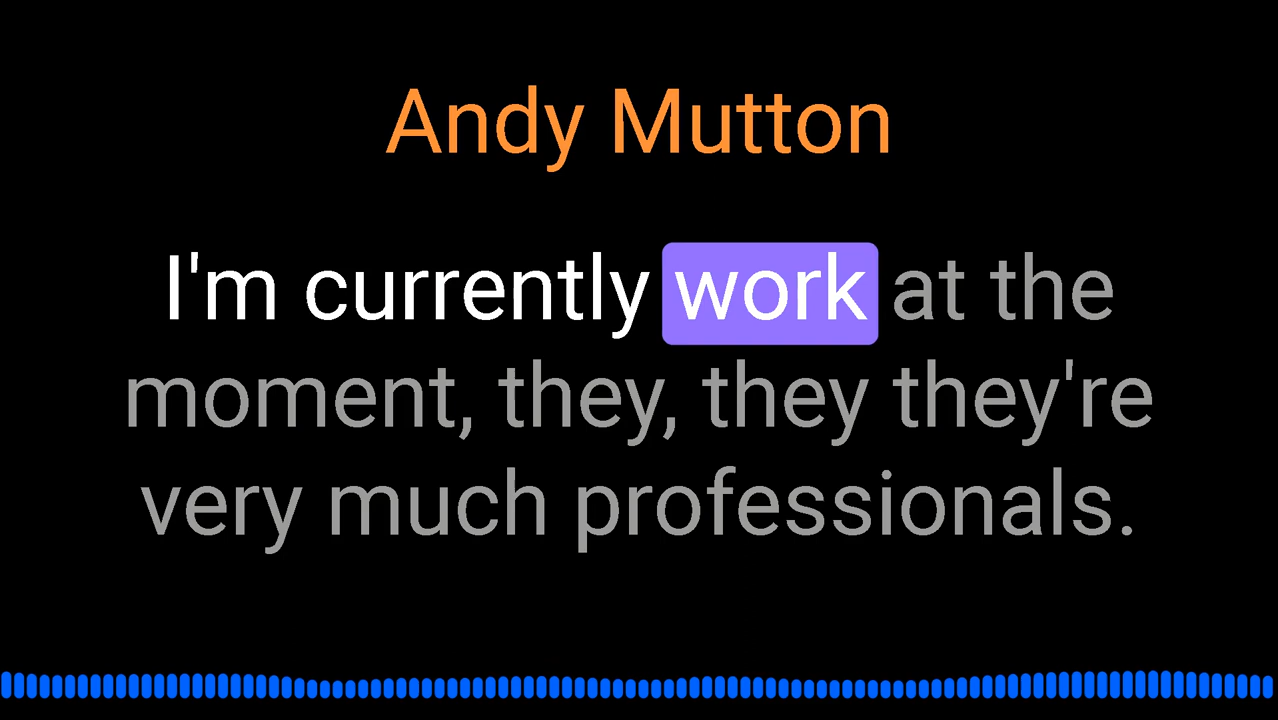 Andy Mutton
I'm currently work at the
moment, they, they they're
very much professionals.